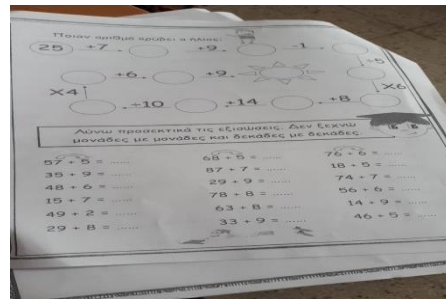 Ποιον αριθμό κρύβει ο ήλιος;
25 +7 +9 -1
+5
+6 +9
X4 X6
+10 +14 +8
Λύνω προσεκτικά τις εξισώσεις. Δεν ξεχνώ
μονάδες με μονάδες και δεκάδες με δεκάδες.
57 + 5 = ...... 68 + 5 = ...... 76 + 6 = ......
35 + 9 = ...... 87 + 7 = ...... 18 + 5 = ......
48 + 6 = ...... 29 + 9 = ...... 74 + 7 = ......
15 + 7 = ...... 78 + 8 = ...... 56 + 6 = ......
49 + 2 = ...... 63 + 8 = ...... 14 + 9 = ......
29 + 8 = ...... 33 + 9 = ...... 46 + 5 = ......